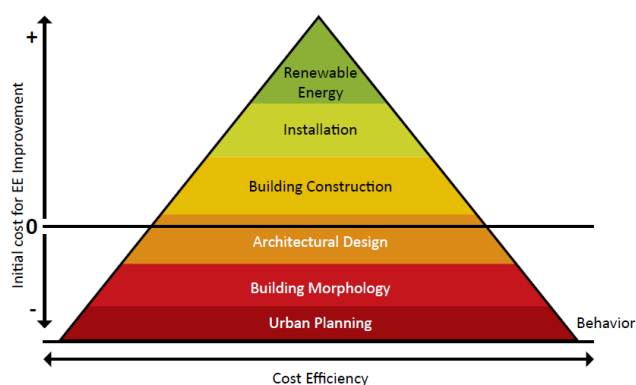 +
Renewable
Energy
Installation
Building Construction
0
Architectural Design
Building Morphology
-
Urban Planning
Behavior
Initial cost for EE Improvement
Cost Efficiency